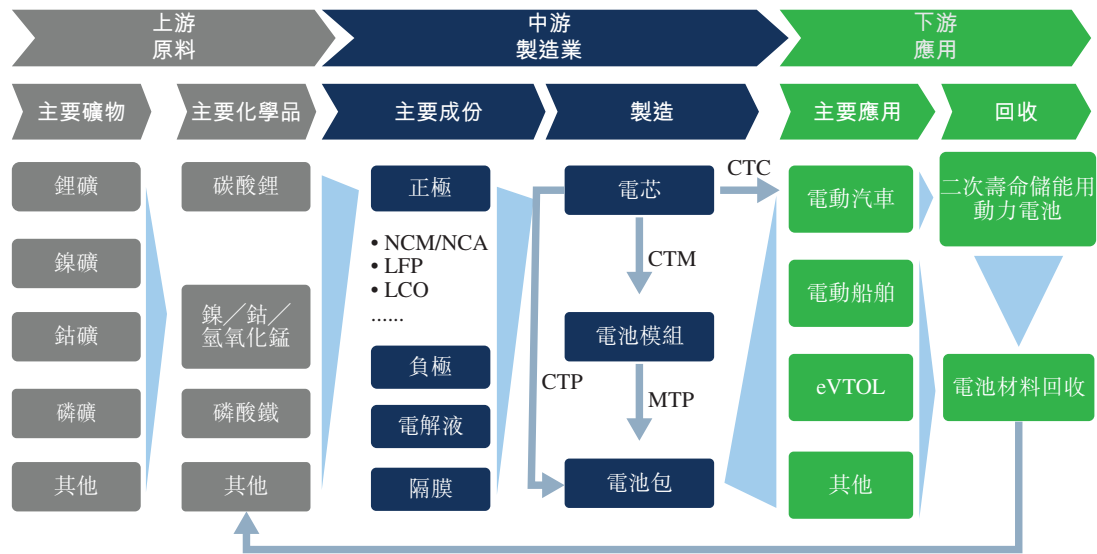 上游
原料
中游
製造業
下游
應用
主要礦物
主要化學品
主要成份
製造
主要應用
回收
鋰礦
鎳礦
鈷礦
磷礦
其他
碳酸鋰
鎳／鈷／
氫氧化錳
磷酸鐵
其他
正極
• NCM/NCA
• LFP
• LCO
......
負極
電解液
隔膜
電芯
CTC
CTM
電池模組
CTP
MTP
電池包
電動汽車
電動船舶
eVTOL
其他
二次壽命儲能用
動力電池
電池材料回收